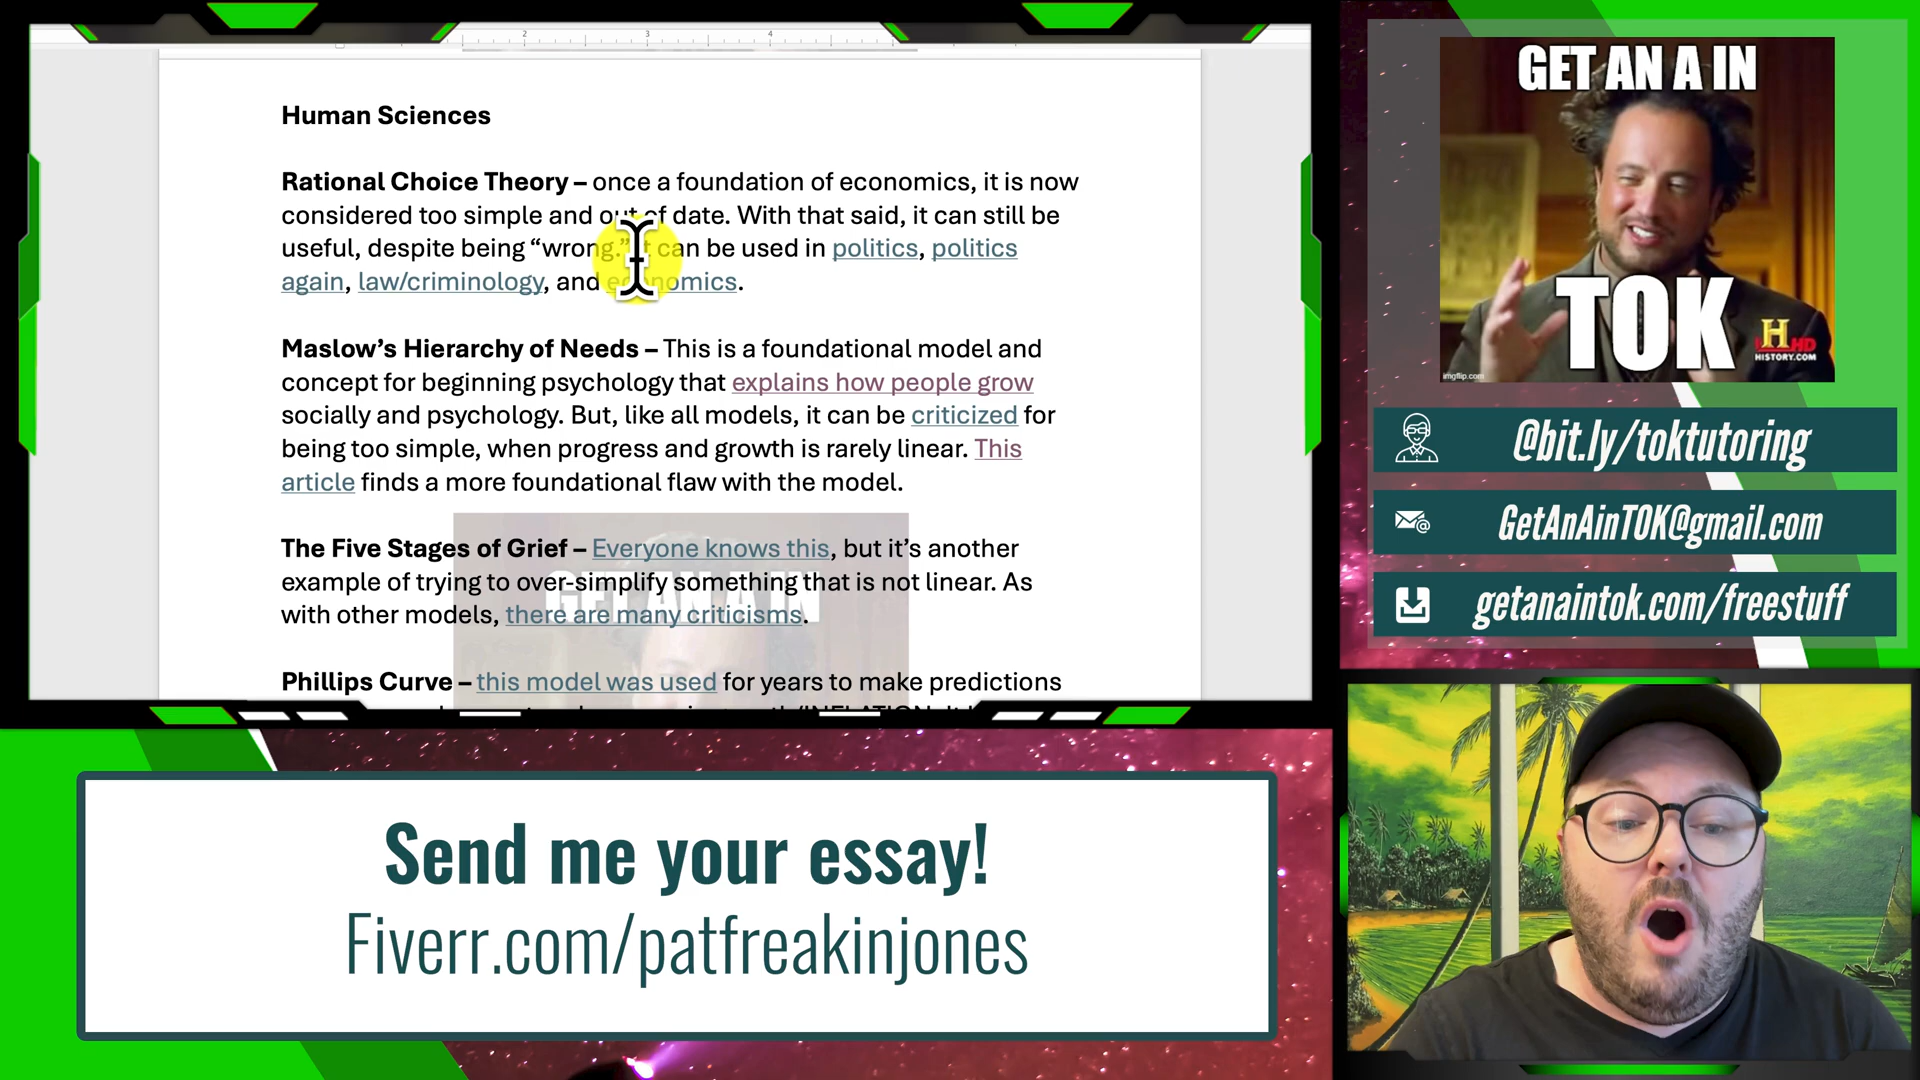 2 3 4
Human Sciences
Rational Choice Theory – once a foundation of economics, it is now
considered too simple and out of date. With that said, it can still be
useful, despite being “wrong.” It can be used in politics, politics
again, law/criminology, and economics.
Maslow’s Hierarchy of Needs – This is a foundational model and
concept for beginning psychology that explains how people grow
socially and psychology. But, like all models, it can be criticized for
being too simple, when progress and growth is rarely linear. This
article finds a more foundational flaw with the model.
The Five Stages of Grief – Everyone knows this, but it’s another
example of trying to over-simplify something that is not linear. As
with other models, there are many criticisms.
GET AN A IN
Phillips Curve – this model was used for years to make predictions
GET AN A IN
TOK
H HD
HISTORY.COM
imgflip.com
@bit.ly/toktutoring
GetAnAinTOK@gmail.com
getanaintok.com/freestuff
Send me your essay!
Fiverr.com/patfreakinjones